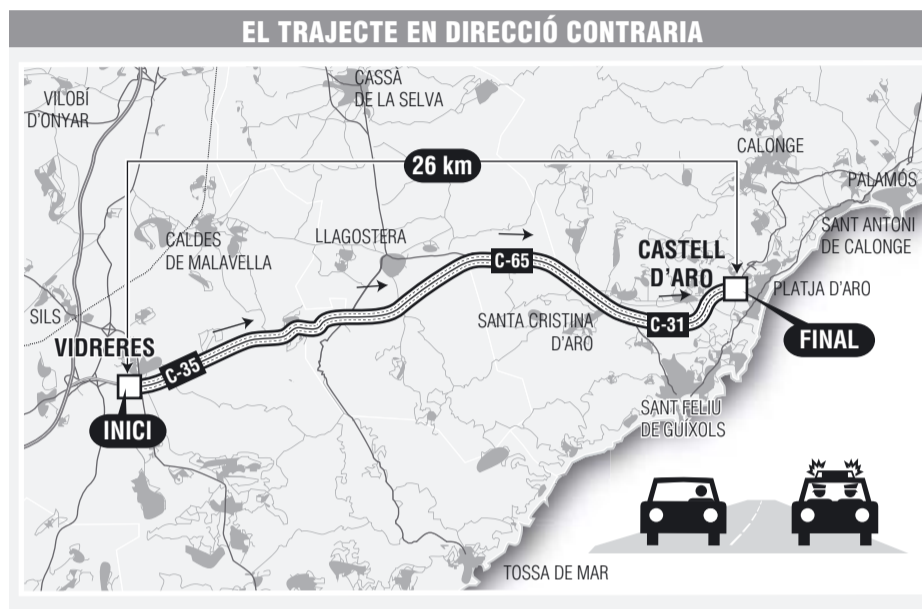 EL TRAJECTE EN DIRECCIÓ CONTRARIA
CASSÀ
DE LA SELVA
VILOBÍ
D'ONYAR
26 km
CALONGE
PALAMÓS
SANT ANTONI
DE CALONGE
CALDES
DE MALAVELLA
LLAGOSTERA
C-65
CASTELL
D'ARO
PLATJA D'ARO
SILS
VIDRERES
C-35
SANTA CRISTINA
D'ARO
C-31
FINAL
INICI
SANT FELIU
DE GUÍXOLS
TOSSA DE MAR